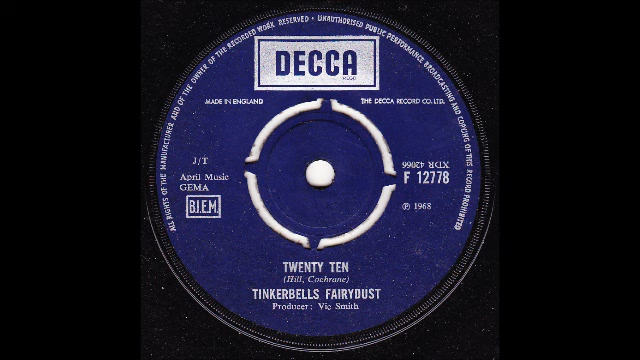 ALL RIGHTS OF THE MANUFACTURER AND OF THE OWNER OF THE RECORDED WORK RESERVED • UNAUTHORISED PUBLIC PERFORMANCE BROADCASTING AND COPYING OF THIS RECORD PROHIBITED
DECCA
MADE IN ENGLAND
THE DECCA RECORD CO. LTD.
J/T
April Music
GEMA
B.I.E.M.
XDR 42066
F 12778
℗ 1968
TWENTY TEN
(Hill, Cochrane)
TINKERBELLS FAIRYDUST
Producer: Vic Smith